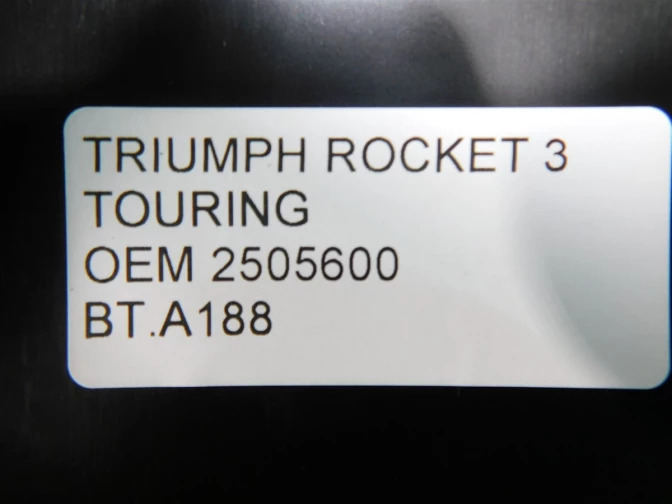 TRIUMPH ROCKET 3
TOURING
OEM 2505600
BT.A188